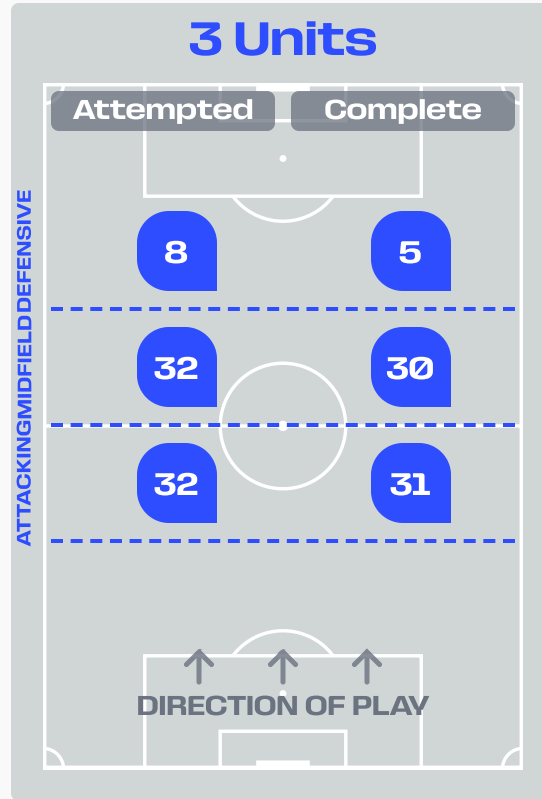 3 Units
Attempted Complete
8 5
32 30
32 31
ATTACKING MIDFIELD DEFENSIVE
DIRECTION OF PLAY